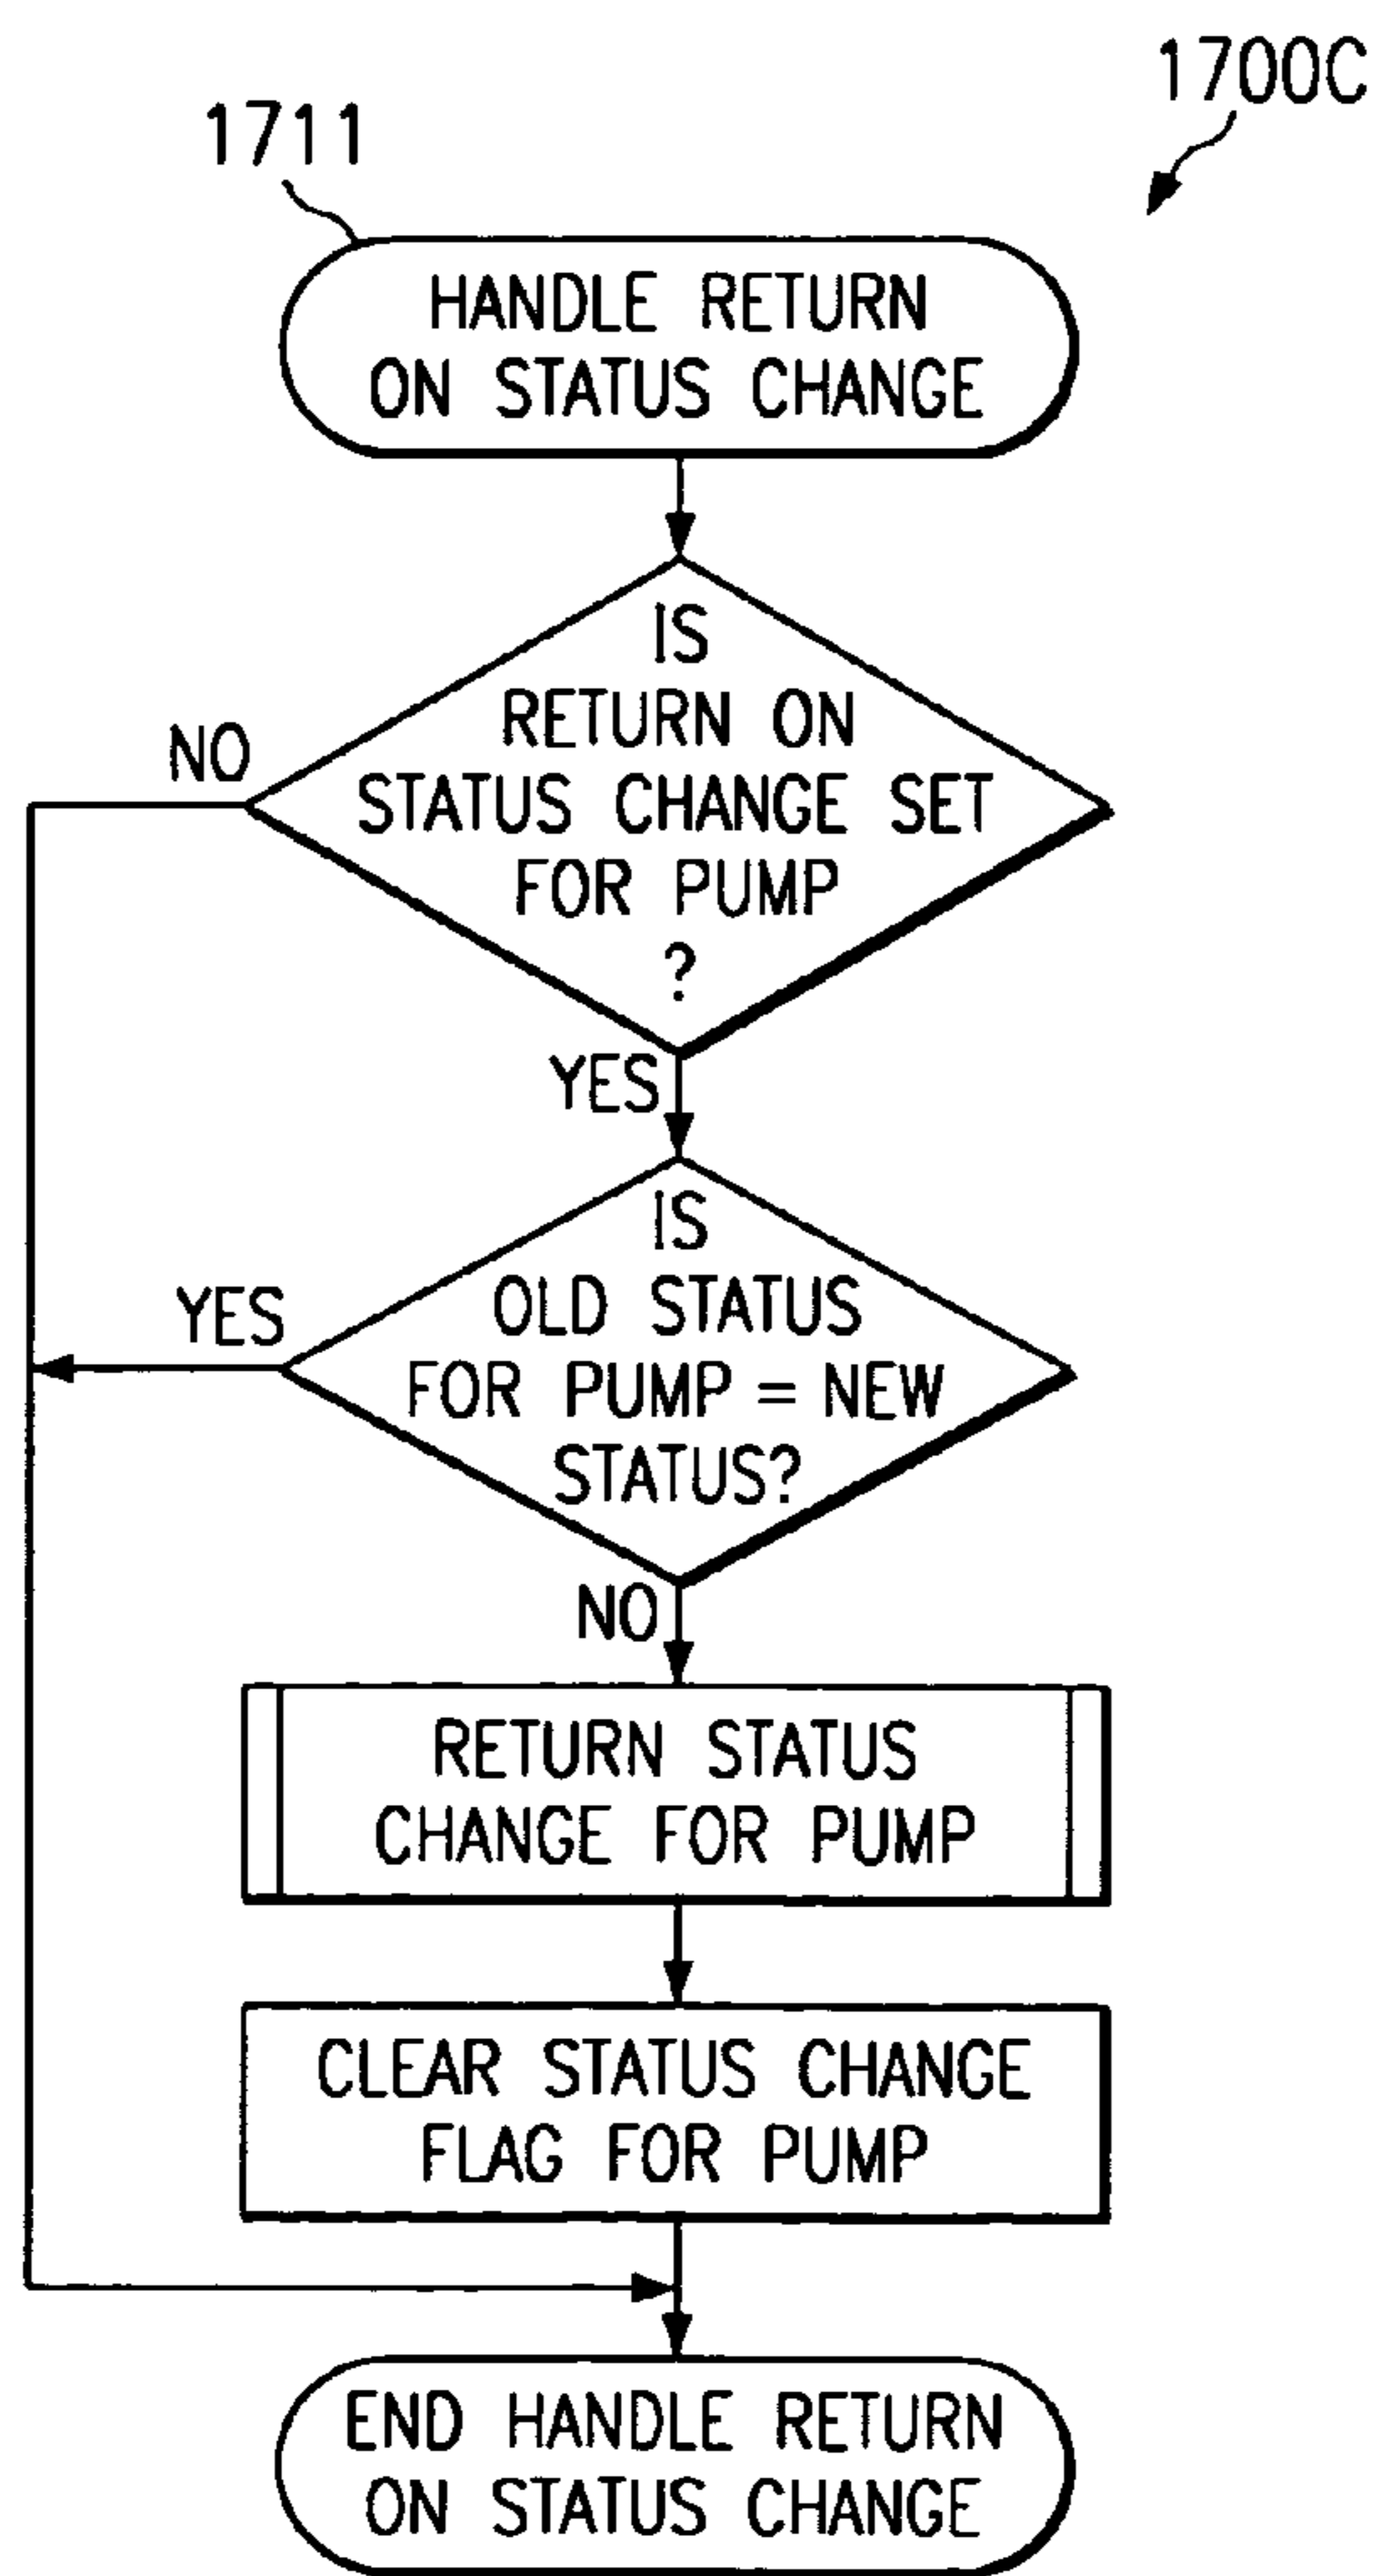 1700C
1711
HANDLE RETURN
ON STATUS CHANGE
IS
RETURN ON
STATUS CHANGE SET
FOR PUMP
?
NO
YES
IS
OLD STATUS
FOR PUMP = NEW
STATUS?
YES
NO
RETURN STATUS
CHANGE FOR PUMP
CLEAR STATUS CHANGE
FLAG FOR PUMP
END HANDLE RETURN
ON STATUS CHANGE